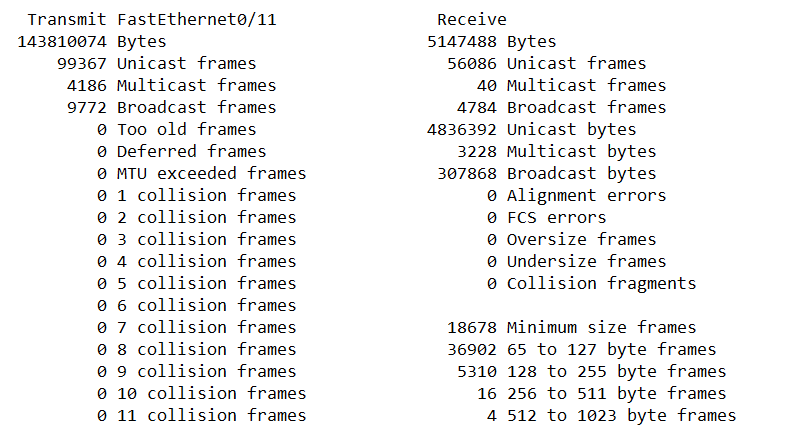 Transmit FastEthernet0/11                Receive
143810074 Bytes                          5147488 Bytes
    99367 Unicast frames                   56086 Unicast frames
     4186 Multicast frames                    40 Multicast frames
     9772 Broadcast frames                  4784 Broadcast frames
        0 Too old frames                 4836392 Unicast bytes
        0 Deferred frames                   3228 Multicast bytes
        0 MTU exceeded frames             307868 Broadcast bytes
        0 1 collision frames                   0 Alignment errors
        0 2 collision frames                   0 FCS errors
        0 3 collision frames                   0 Oversize frames
        0 4 collision frames                   0 Undersize frames
        0 5 collision frames                   0 Collision fragments
        0 6 collision frames
        0 7 collision frames               18678 Minimum size frames
        0 8 collision frames               36902 65 to 127 byte frames
        0 9 collision frames                5310 128 to 255 byte frames
        0 10 collision frames                 16 256 to 511 byte frames
        0 11 collision frames                  4 512 to 1023 byte frames